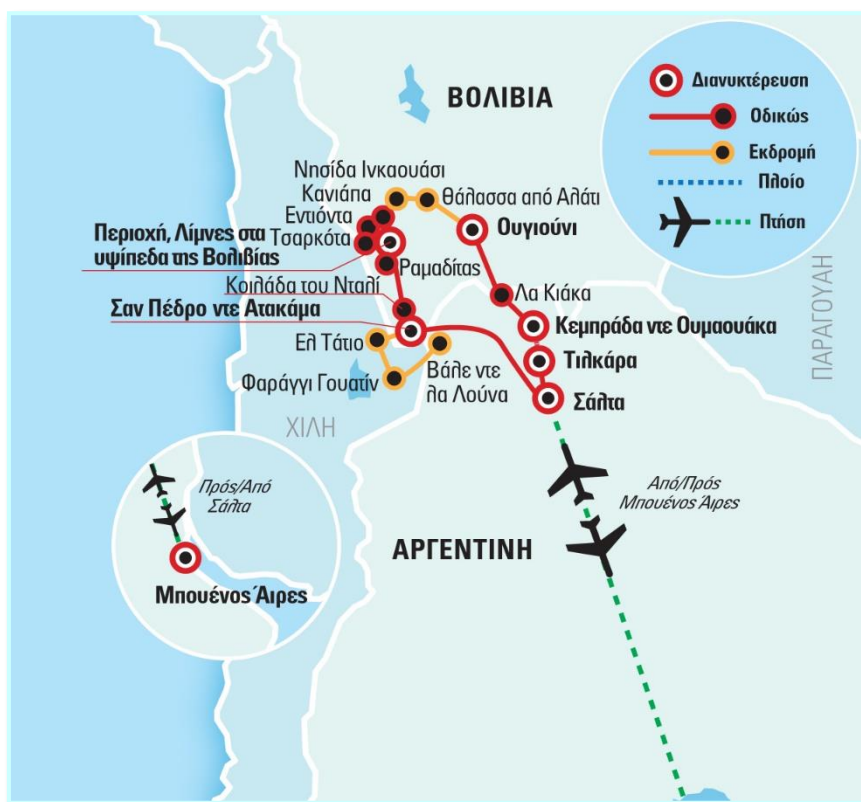 ΒΟΛΙΒΙΑ
Διανυκτέρευση
Οδικώς
Εκδρομή
Πλοίο
Πτήση
Νησίδα Ινκαουάσι
Κανιάπα
Εντιόντα
Τσαρκότα
Θάλασσα από Αλάτι
Ουγιούνι
Περιοχή, Λίμνες στα
υψίπεδα της Βολιβίας
Ραμαδίτας
Κοιλάδα του Νταλί
Σαν Πέδρο ντε Ατακάμα
Λα Κιάκα
Κεμπράδα ντε Ουμαουάκα
Ελ Τάτιο
Τιλκάρα
Φαράγγι Γουατίν
Βάλε ντε
λα Λούνα
Σάλτα
ΠΑΡΑΓΟΥΑΗ
ΧΙΛΗ
Πρός/Από
Σάλτα
Από/Πρός
Μπουένος Άιρες
ΑΡΓΕΝΤΙΝΗ
Μπουένος Άιρες